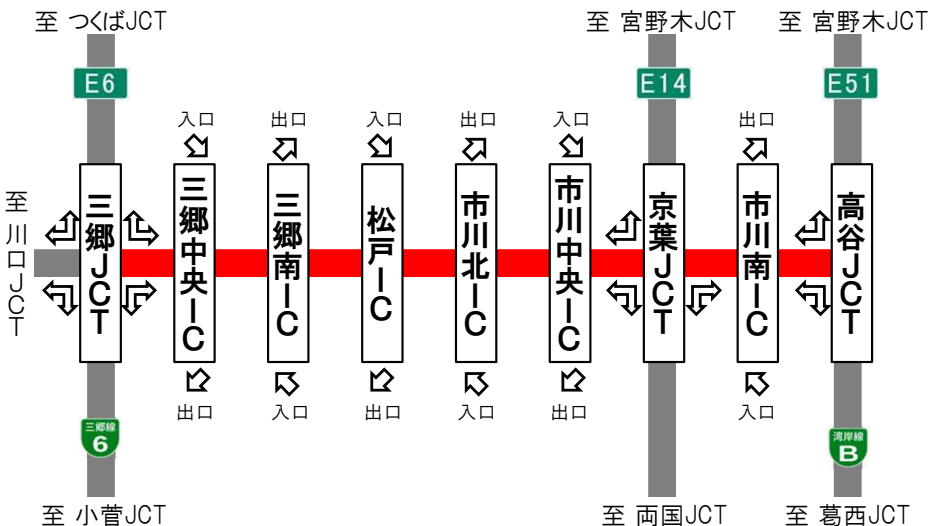 至 つくばJCT
至 宮野木JCT
至 宮野木JCT
E6
E14
E51
入口
出口
入口
出口
入口
出口
至川口JCT
三郷JCT
三郷中央IC
三郷南IC
松戸IC
市川北IC
市川中央IC
京葉JCT
市川南IC
高谷JCT
出口
入口
出口
入口
出口
入口
三郷線
6
湾岸線
B
至 小菅JCT
至 両国JCT
至 葛西JCT